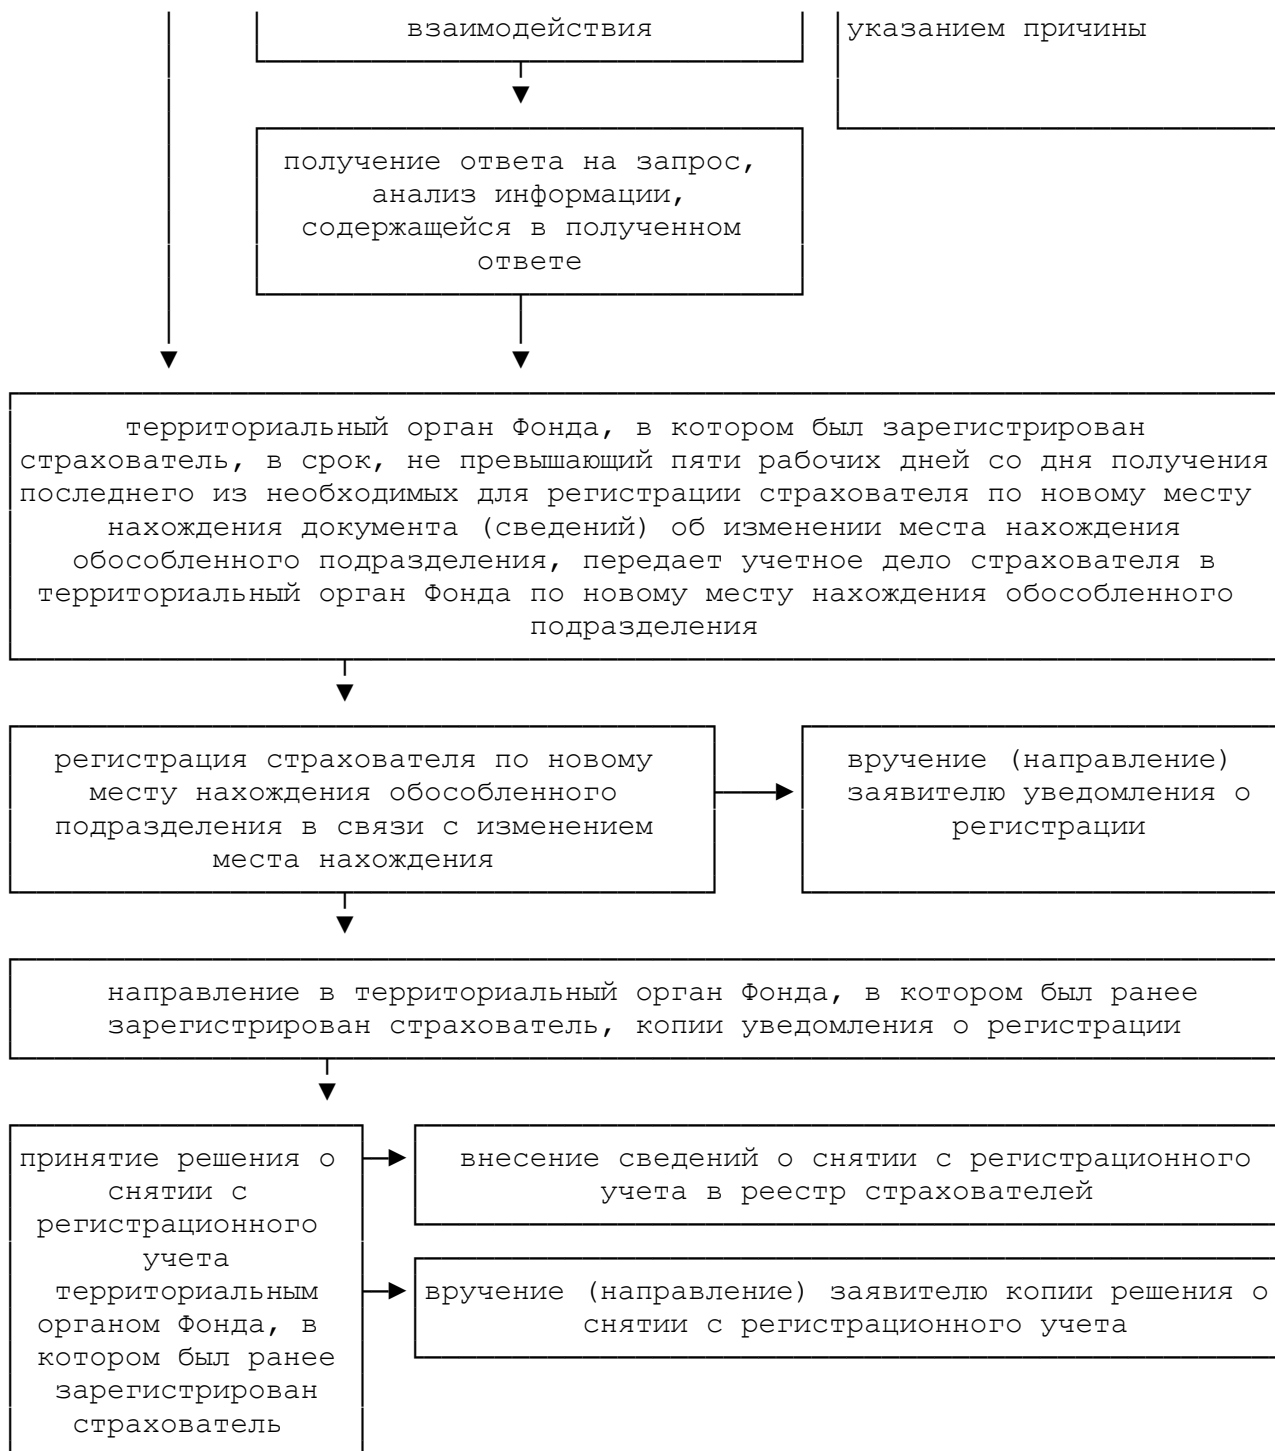 взаимодействия
указанием причины
получение ответа на запрос,
анализ информации,
содержащейся в полученном
ответе
территориальный орган Фонда, в котором был зарегистрирован
страхователь, в срок, не превышающий пяти рабочих дней со дня получения
последнего из необходимых для регистрации страхователя по новому месту
нахождения документа (сведений) об изменении места нахождения
обособленного подразделения, передает учетное дело страхователя в
территориальный орган Фонда по новому месту нахождения обособленного
подразделения
регистрация страхователя по новому
месту нахождения обособленного
подразделения в связи с изменением
места нахождения
вручение (направление)
заявителю уведомления о
регистрации
направление в территориальный орган Фонда, в котором был ранее
зарегистрирован страхователь, копии уведомления о регистрации
принятие решения о
снятии с
регистрационного
учета
территориальным
органом Фонда, в
котором был ранее
зарегистрирован
страхователь
внесение сведений о снятии с регистрационного
учета в реестр страхователей
вручение (направление) заявителю копии решения о
снятии с регистрационного учета